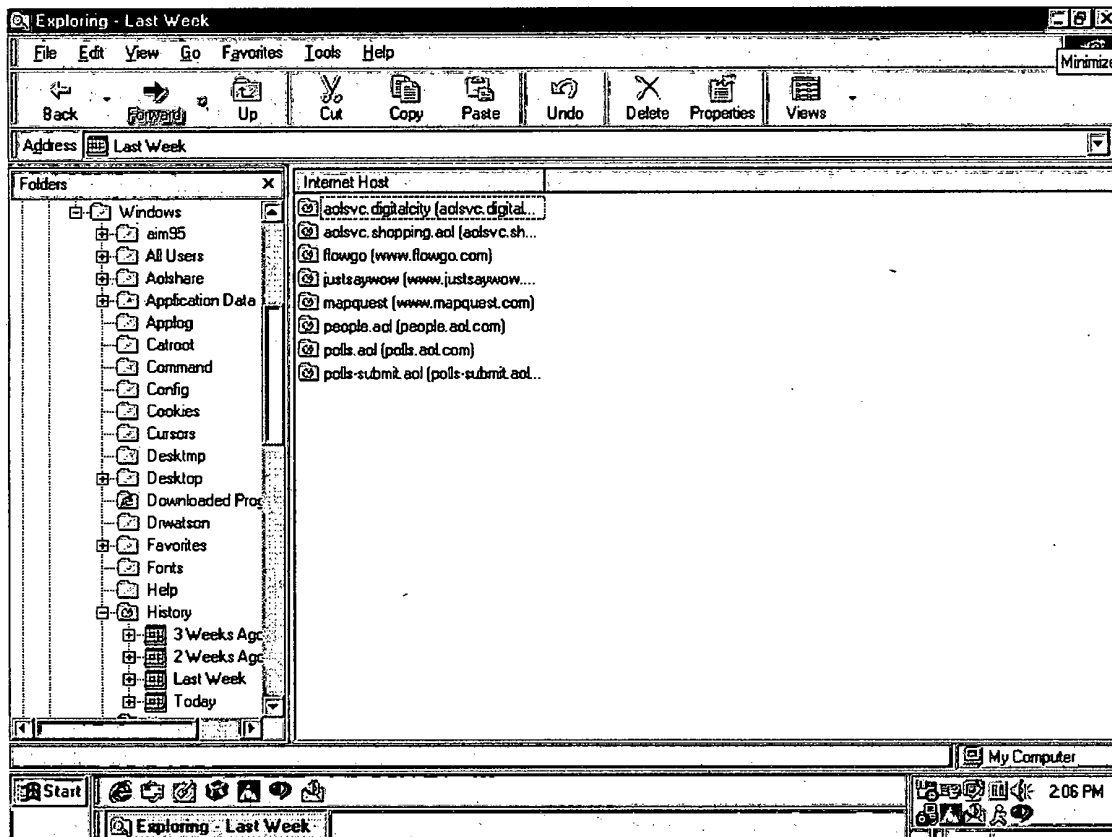 Exploring - Last Week
File Edit View Go Favorites Tools Help
Minimize
Back Forward Up Cut Copy Paste Undo Delete Properties Views
Address Last Week
Folders
Internet Host
Windows
aim95
All Users
Aolshare
Application Data
Applog
Catroot
Command
Config
Cookies
Cursors
Desktmp
Desktop
Downloaded Prog
Drwatson
Favorites
Fonts
Help
History
3 Weeks Ago
2 Weeks Ago
Last Week
Today
aolsvc.digitalcity (aolsvc.digital...
aolsvc.shopping.aol (aolsvc.sh...
flowgo (www.flowgo.com)
justsaywow (www.justsaywow....
mapquest (www.mapquest.com)
people.aol (people.aol.com)
polls.aol (polls.aol.com)
polls-submit.aol (polls-submit.aol...
My Computer
Start
2:06 PM
Exploring - Last Week